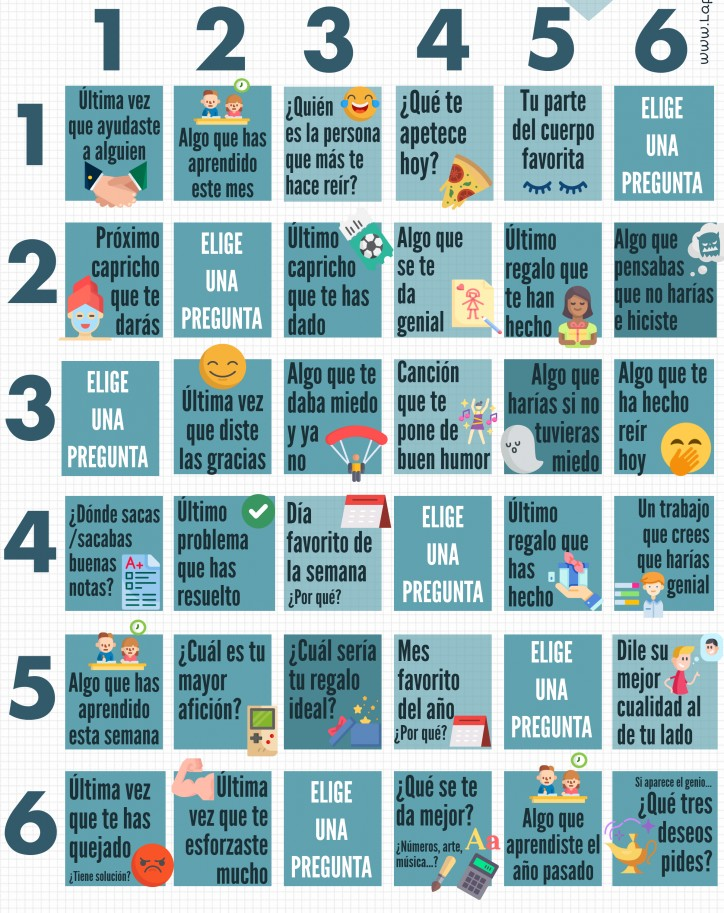 1 2 3 4 5 6
www.Lap
1
Última vez
que ayudaste
a alguien
Algo que has
aprendido
este mes
¿Quién
es la persona
que más te
hace reír?
¿Qué te
apetece
hoy?
Tu parte
del cuerpo
favorita
ELIGE
UNA
PREGUNTA
2
Próximo
capricho
que te
darás
ELIGE
UNA
PREGUNTA
Último
capricho
que te has
dado
Algo que
se te
da
genial
Último
regalo que
te han
hecho
Algo que
pensabas
que no harías
e hiciste
3
ELIGE
UNA
PREGUNTA
Última vez
que diste
las gracias
Algo que te
daba miedo
y ya
no
Canción
que te
pone de
buen humor
Algo que
harías si no
tuvieras
miedo
Algo que te
ha hecho
reír
hoy
4
¿Dónde sacas
/sacabas
buenas
notas?
A+
Último
problema
que has
resuelto
Día
favorito de
la semana
¿Por qué?
ELIGE
UNA
PREGUNTA
Último
regalo que
has
hecho
Un trabajo
que crees
que harías
genial
5
Algo que has
aprendido
esta semana
¿Cuál es tu
mayor
afición?
¿Cuál sería
tu regalo
ideal?
Mes
favorito
del año
¿Por qué?
ELIGE
UNA
PREGUNTA
Dile su
mejor
cualidad al
de tu lado
6
Última vez
que te has
quejado
¿Tiene solución?
Última
vez que te
esforzaste
mucho
ELIGE
UNA
PREGUNTA
¿Qué se te
da mejor?
¿Números, arte,
música...?
Aa
Algo que
aprendiste el
año pasado
Si aparece el genio...
¿Qué tres
deseos
pides?